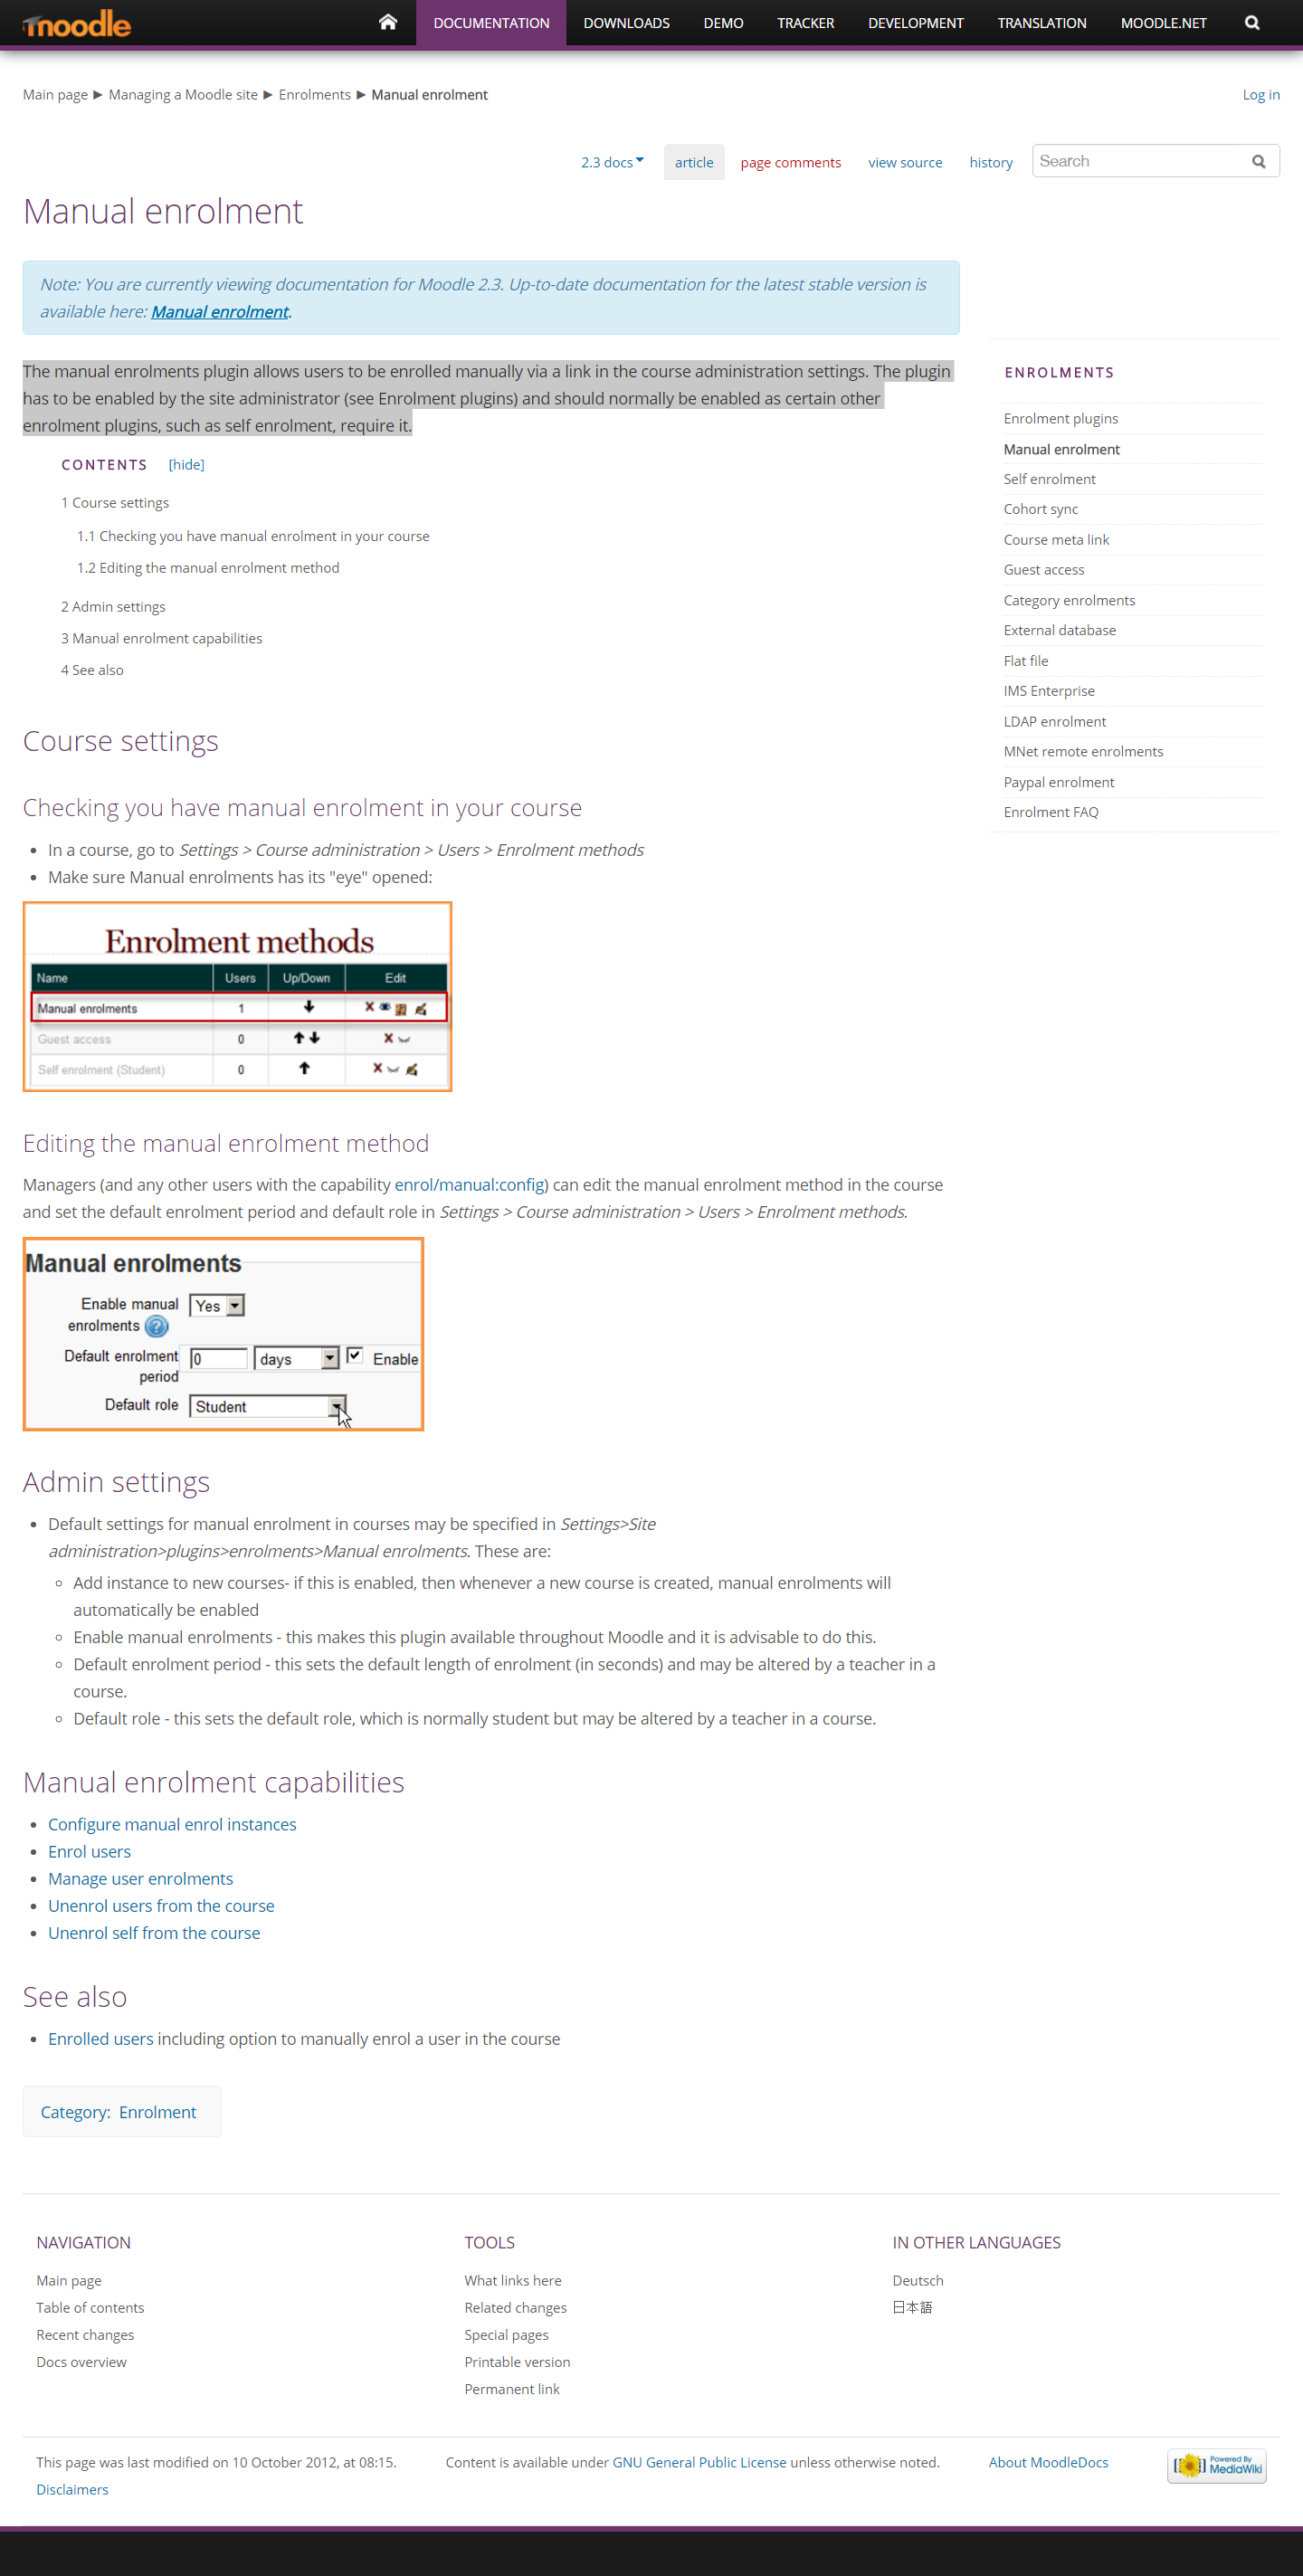 moodle
DOCUMENTATION DOWNLOADS DEMO TRACKER DEVELOPMENT TRANSLATION MOODLE.NET
Main page ► Managing a Moodle site ► Enrolments ► Manual enrolment
Log in
2.3 docs article page comments view source history Search
Manual enrolment
Note: You are currently viewing documentation for Moodle 2.3. Up-to-date documentation for the latest stable version is
available here: Manual enrolment.
The manual enrolments plugin allows users to be enrolled manually via a link in the course administration settings. The plugin
has to be enabled by the site administrator (see Enrolment plugins) and should normally be enabled as certain other
enrolment plugins, such as self enrolment, require it.
CONTENTS [hide]
1 Course settings
1.1 Checking you have manual enrolment in your course
1.2 Editing the manual enrolment method
2 Admin settings
3 Manual enrolment capabilities
4 See also
ENROLMENTS
Enrolment plugins
Manual enrolment
Self enrolment
Cohort sync
Course meta link
Guest access
Category enrolments
External database
Flat file
IMS Enterprise
LDAP enrolment
MNet remote enrolments
Paypal enrolment
Enrolment FAQ
Course settings
Checking you have manual enrolment in your course
• In a course, go to Settings > Course administration > Users > Enrolment methods
• Make sure Manual enrolments has its "eye" opened:
Enrolment methods
Name Users Up/Down Edit
Manual enrolments 1
Guest access 0
Self enrolment (Student) 0
Editing the manual enrolment method
Managers (and any other users with the capability enrol/manual:config) can edit the manual enrolment method in the course
and set the default enrolment period and default role in Settings > Course administration > Users > Enrolment methods.
Manual enrolments
Enable manual Yes
enrolments ?
Default enrolment 0 days Enable
period
Default role Student
Admin settings
• Default settings for manual enrolment in courses may be specified in Settings>Site
administration>plugins>enrolments>Manual enrolments. These are:
◦ Add instance to new courses- if this is enabled, then whenever a new course is created, manual enrolments will
automatically be enabled
◦ Enable manual enrolments - this makes this plugin available throughout Moodle and it is advisable to do this.
◦ Default enrolment period - this sets the default length of enrolment (in seconds) and may be altered by a teacher in a
course.
◦ Default role - this sets the default role, which is normally student but may be altered by a teacher in a course.
Manual enrolment capabilities
• Configure manual enrol instances
• Enrol users
• Manage user enrolments
• Unenrol users from the course
• Unenrol self from the course
See also
• Enrolled users including option to manually enrol a user in the course
Category: Enrolment
NAVIGATION
Main page
Table of contents
Recent changes
Docs overview
TOOLS
What links here
Related changes
Special pages
Printable version
Permanent link
IN OTHER LANGUAGES
Deutsch
日本語
This page was last modified on 10 October 2012, at 08:15. Content is available under GNU General Public License unless otherwise noted. About MoodleDocs
Disclaimers
Powered By
MediaWiki